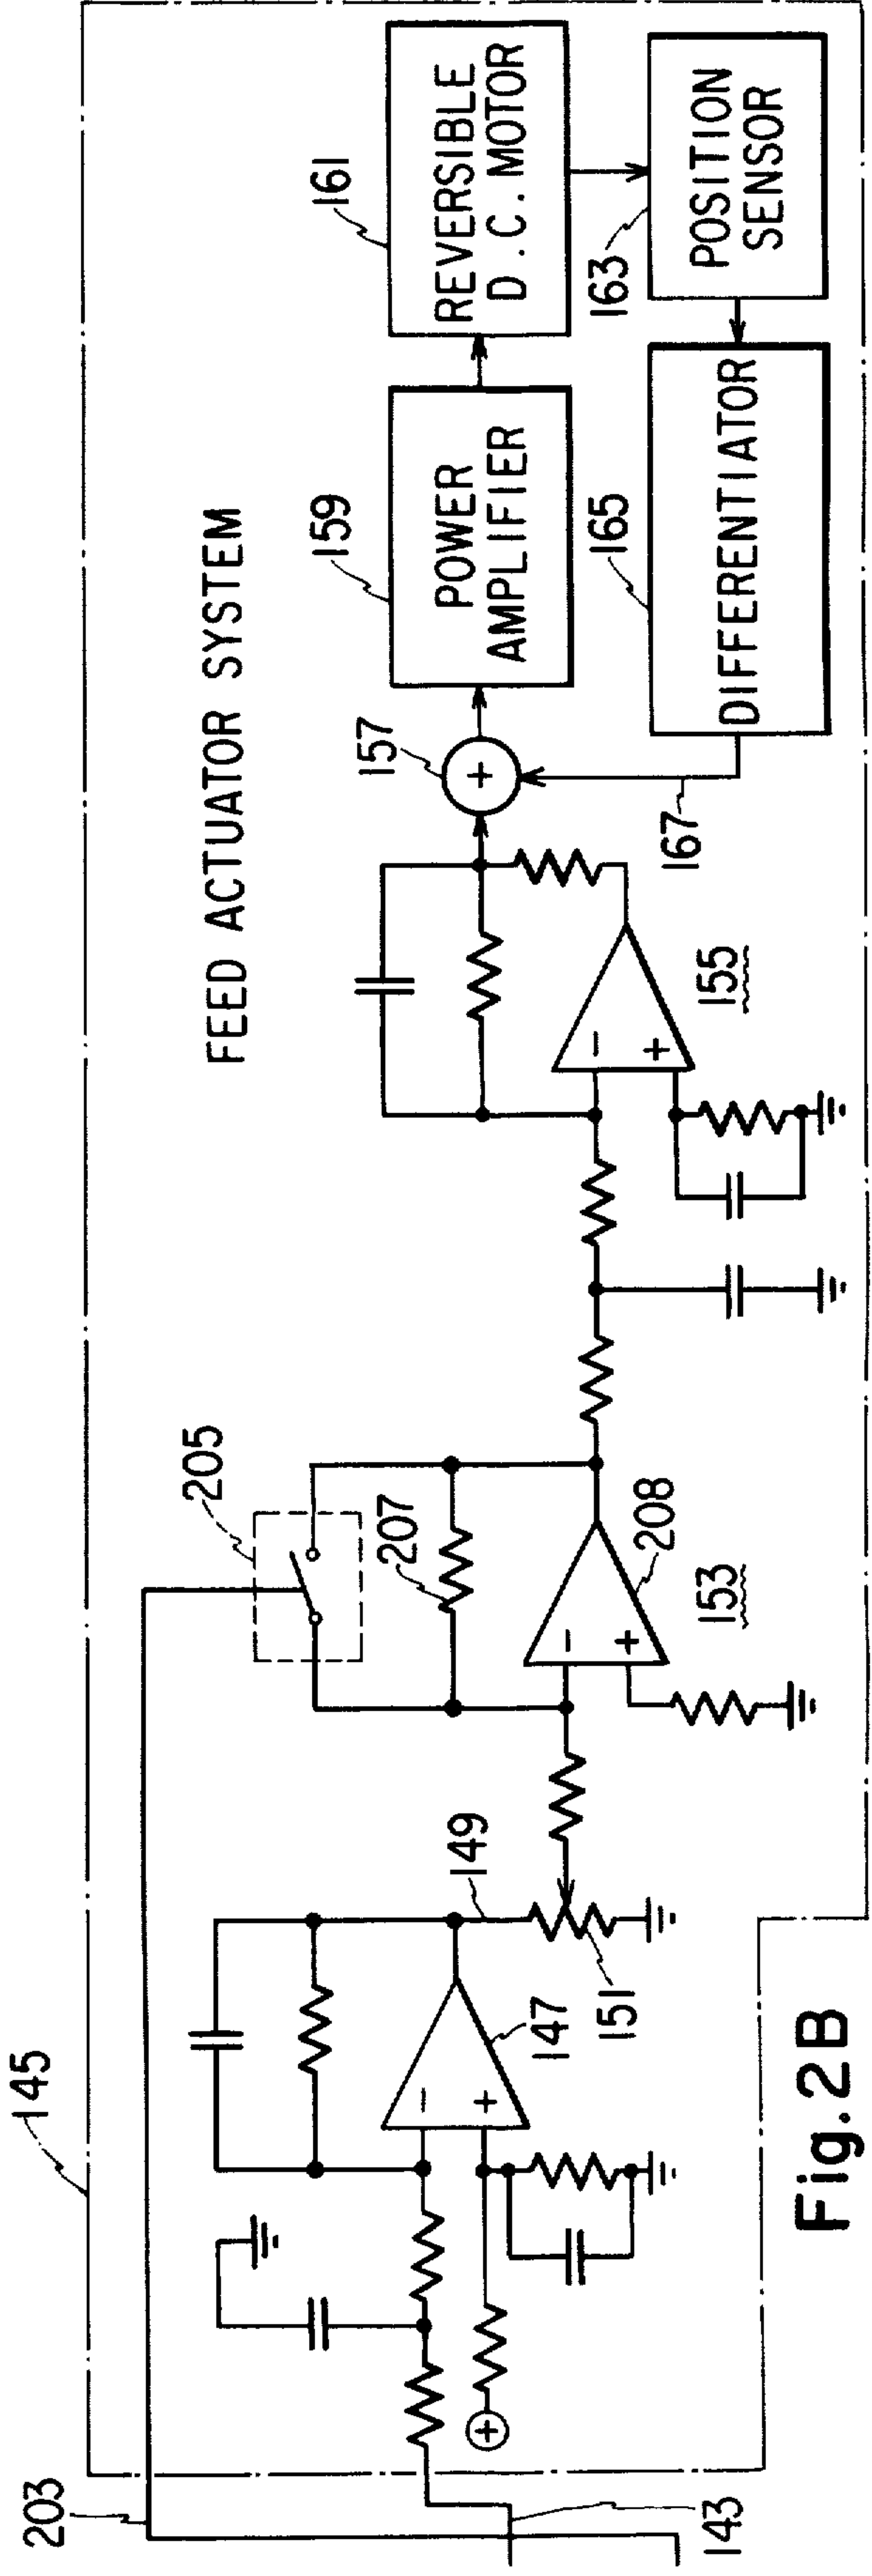 FEED ACTUATOR SYSTEM
145
203
143
147
149
151
205
207
208
153
155
157
167
159
POWER
AMPLIFIER
161
REVERSIBLE
D.C. MOTOR
163
POSITION
SENSOR
165
DIFFERENTIATOR
+
−
+
−
+
−
+
+
Fig. 2B